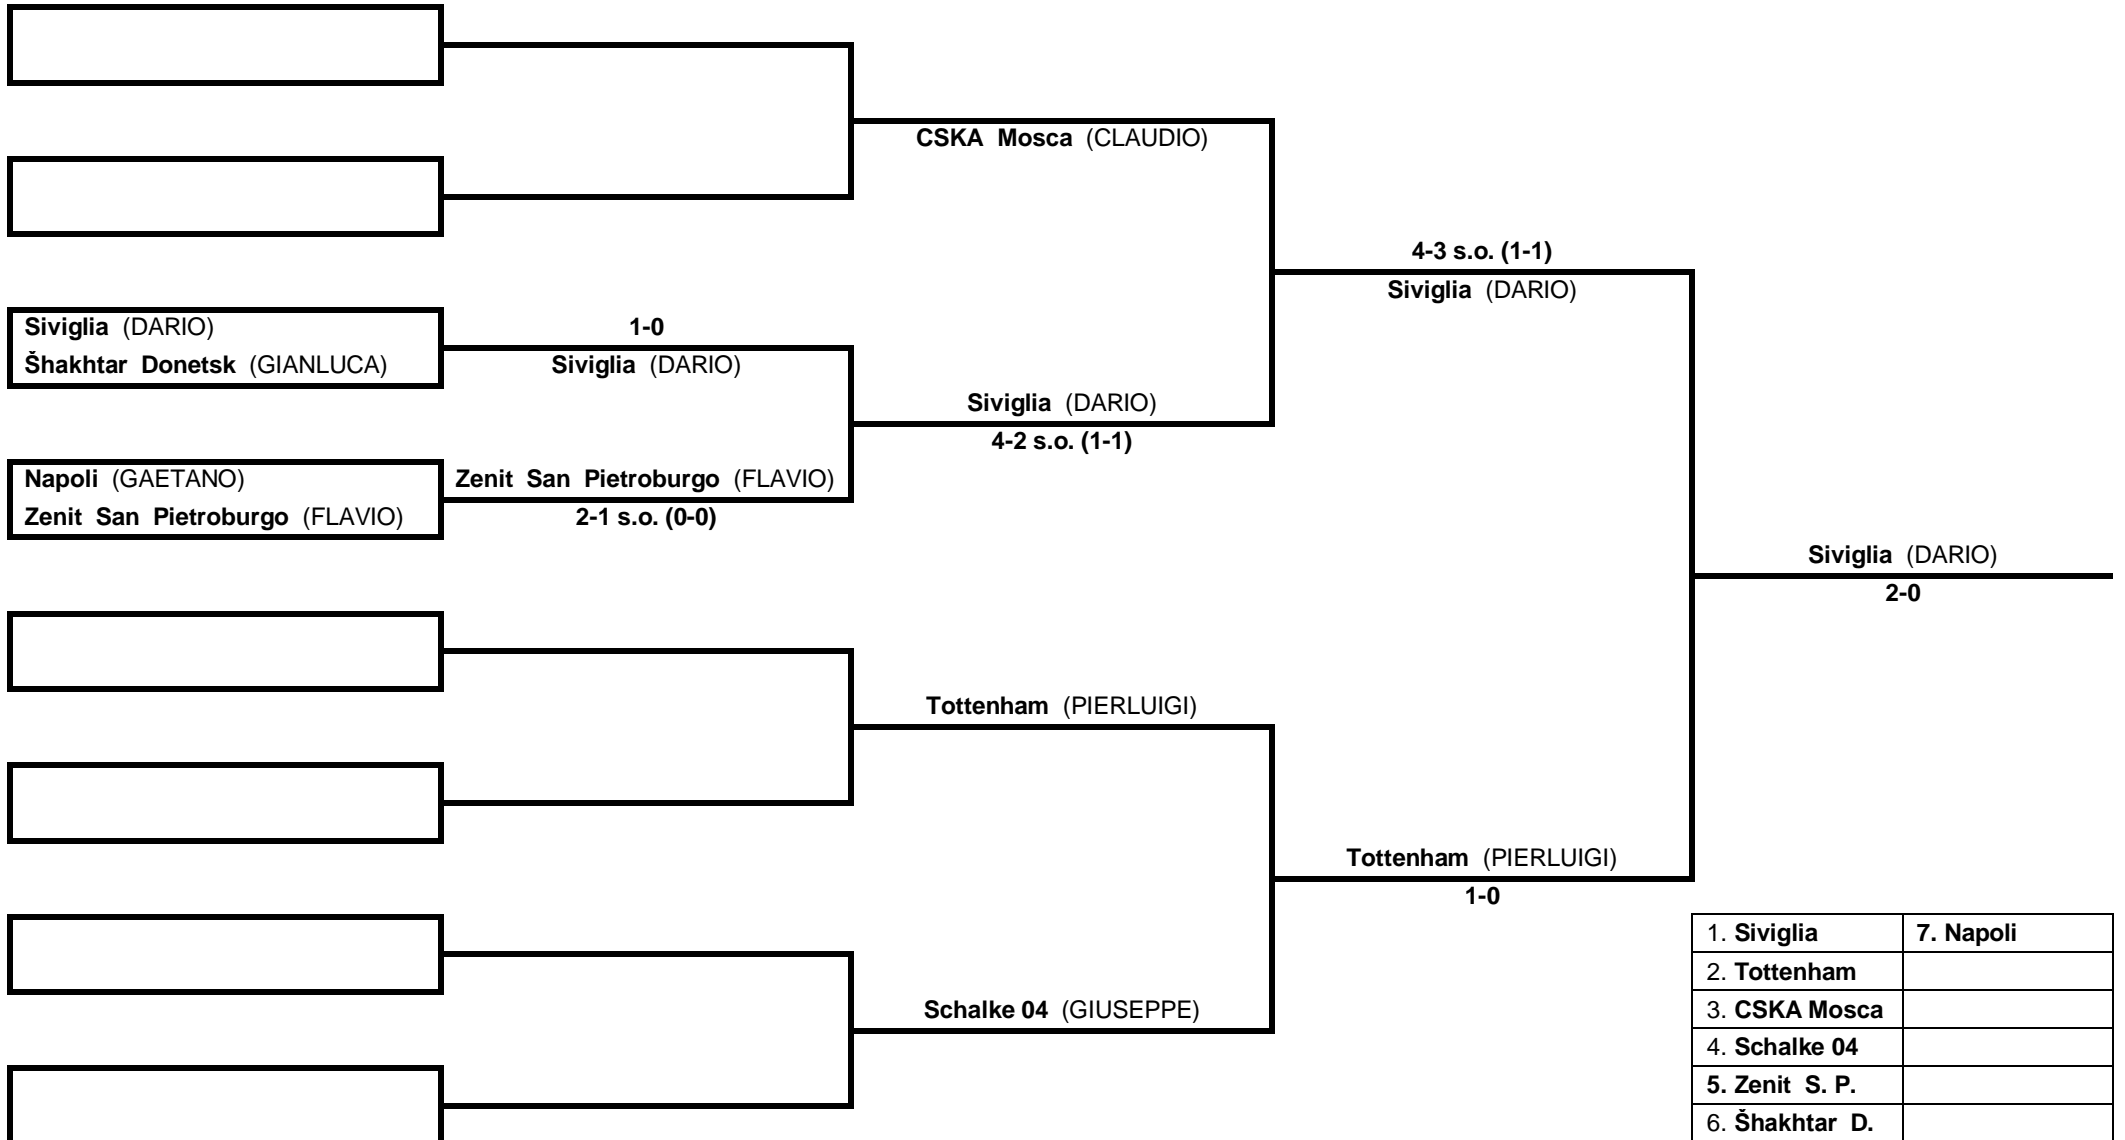 CSKA Mosca (CLAUDIO)
4-3 s.o. (1-1)
Siviglia (DARIO)
Siviglia (DARIO)
Šhakhtar Donetsk (GIANLUCA)
1-0
Siviglia (DARIO)
Siviglia (DARIO)
4-2 s.o. (1-1)
Napoli (GAETANO)
Zenit San Pietroburgo (FLAVIO)
Zenit San Pietroburgo (FLAVIO)
2-1 s.o. (0-0)
Siviglia (DARIO)
2-0
Tottenham (PIERLUIGI)
Tottenham (PIERLUIGI)
1-0
Schalke 04 (GIUSEPPE)
1. Siviglia 7. Napoli
2. Tottenham
3. CSKA Mosca
4. Schalke 04
5. Zenit S. P.
6. Šhakhtar D.